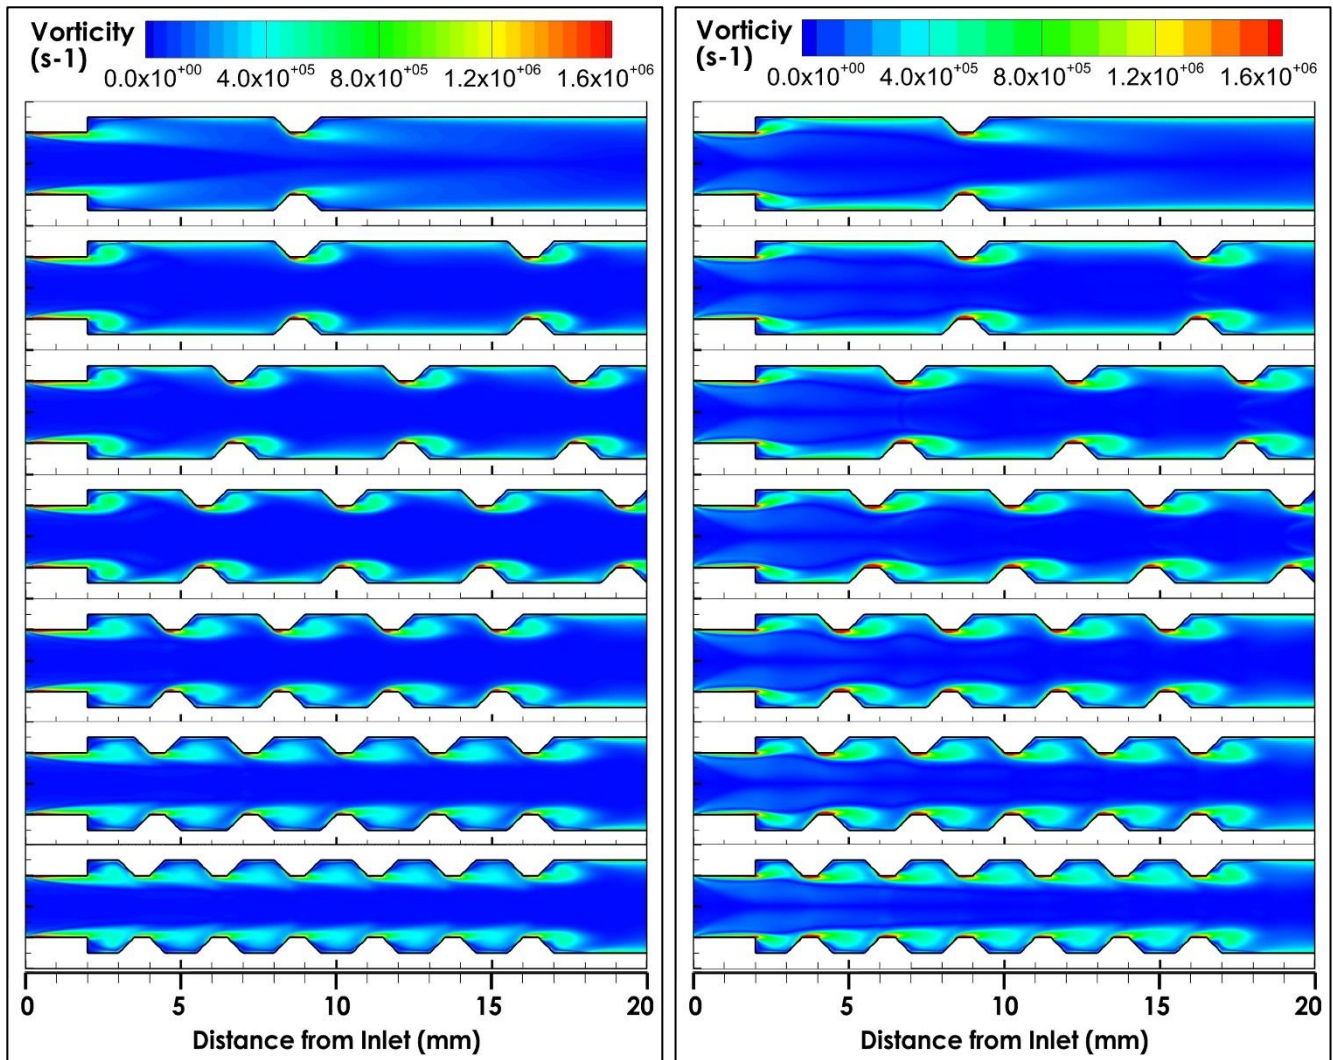 Vorticity
(s-1)
0.0x10+00 4.0x10+05 8.0x10+05 1.2x10+06 1.6x10+06
0 5 10 15 20
Distance from Inlet (mm)
Vorticiy
(s-1)
0.0x10+00 4.0x10+05 8.0x10+05 1.2x10+06 1.6x10+06
0 5 10 15 20
Distance from Inlet (mm)